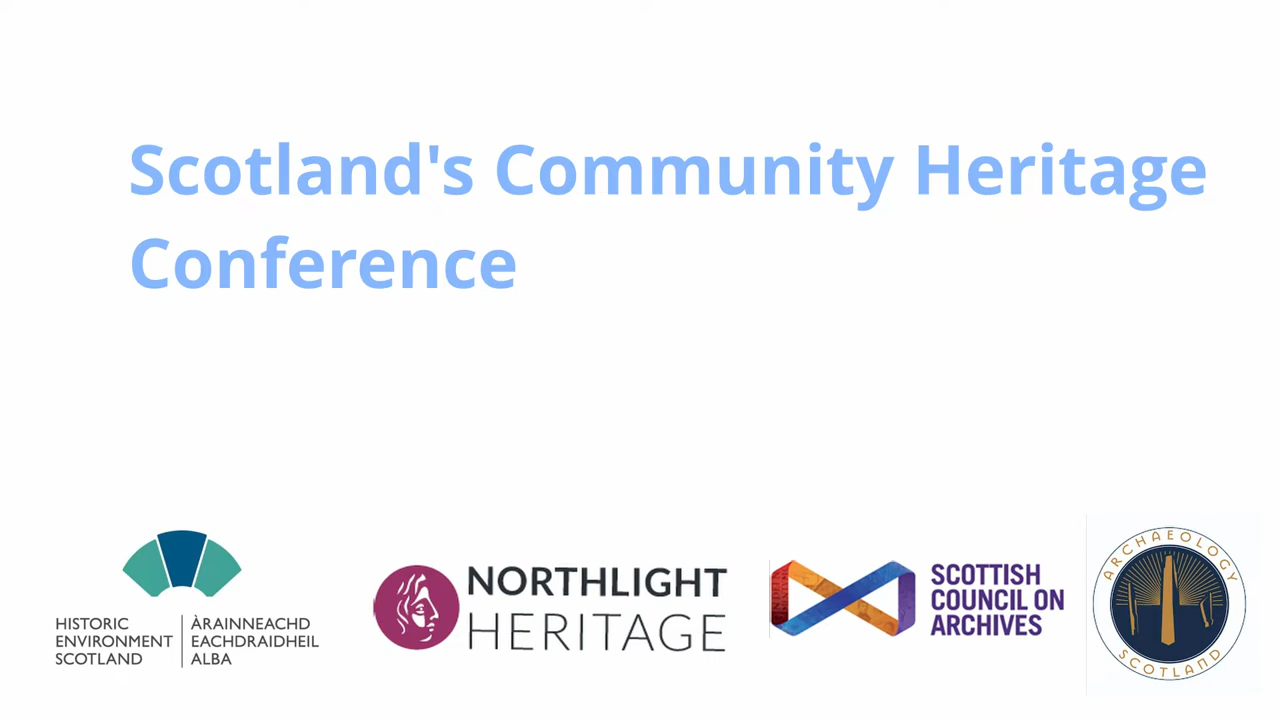 Scotland's Community Heritage
Conference
HISTORIC
ENVIRONMENT
SCOTLAND
ÀRAINNEACHD
EACHDRAIDHEIL
ALBA
NORTHLIGHT
HERITAGE
SCOTTISH
COUNCIL ON
ARCHIVES
ARCHAEOLOGY
SCOTLAND